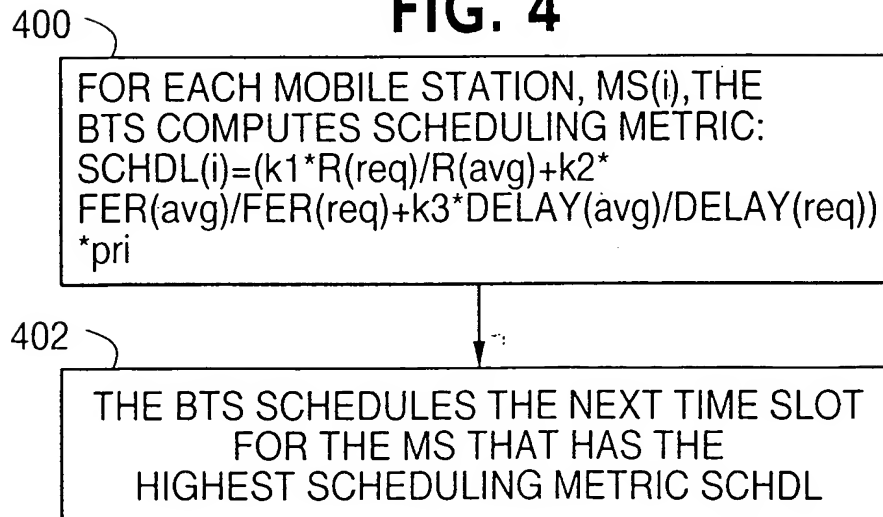 FIG. 4
400
FOR EACH MOBILE STATION, MS(i),THE
BTS COMPUTES SCHEDULING METRIC:
SCHDL(i)=(k1*R(req)/R(avg)+k2*
FER(avg)/FER(req)+k3*DELAY(avg)/DELAY(req))
*pri
402
THE BTS SCHEDULES THE NEXT TIME SLOT
FOR THE MS THAT HAS THE
HIGHEST SCHEDULING METRIC SCHDL